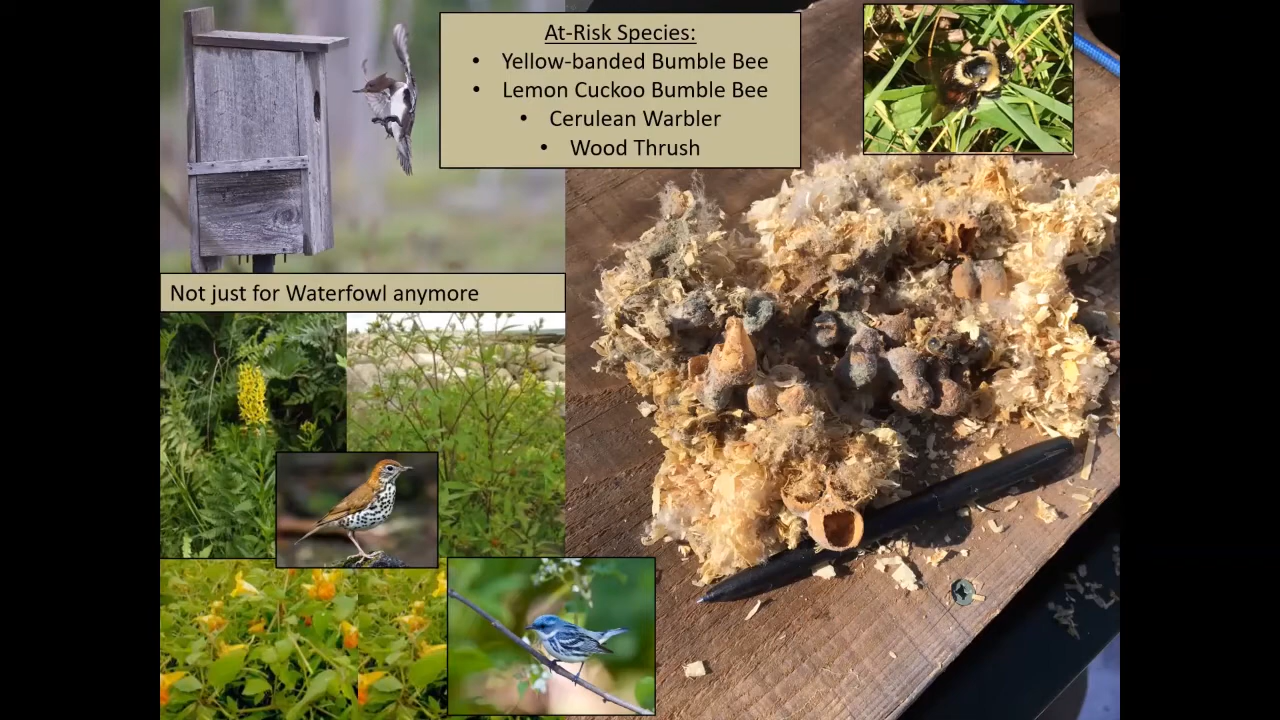 At-Risk Species:
• Yellow-banded Bumble Bee
• Lemon Cuckoo Bumble Bee
• Cerulean Warbler
• Wood Thrush
Not just for Waterfowl anymore